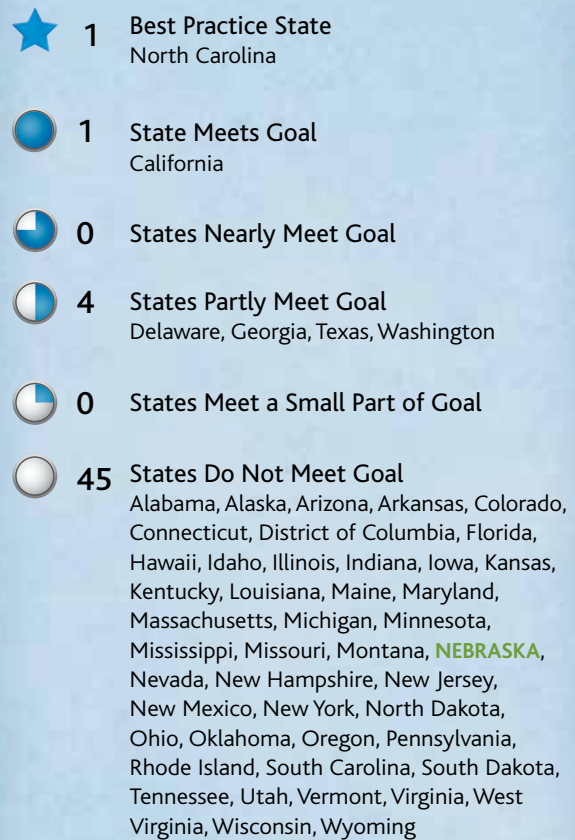 1 Best Practice State
North Carolina
1 State Meets Goal
California
0 States Nearly Meet Goal
4 States Partly Meet Goal
Delaware, Georgia, Texas, Washington
0 States Meet a Small Part of Goal
45 States Do Not Meet Goal
Alabama, Alaska, Arizona, Arkansas, Colorado,
Connecticut, District of Columbia, Florida,
Hawaii, Idaho, Illinois, Indiana, Iowa, Kansas,
Kentucky, Louisiana, Maine, Maryland,
Massachusetts, Michigan, Minnesota,
Mississippi, Missouri, Montana, NEBRASKA,
Nevada, New Hampshire, New Jersey,
New Mexico, New York, North Dakota,
Ohio, Oklahoma, Oregon, Pennsylvania,
Rhode Island, South Carolina, South Dakota,
Tennessee, Utah, Vermont, Virginia, West
Virginia, Wisconsin, Wyoming